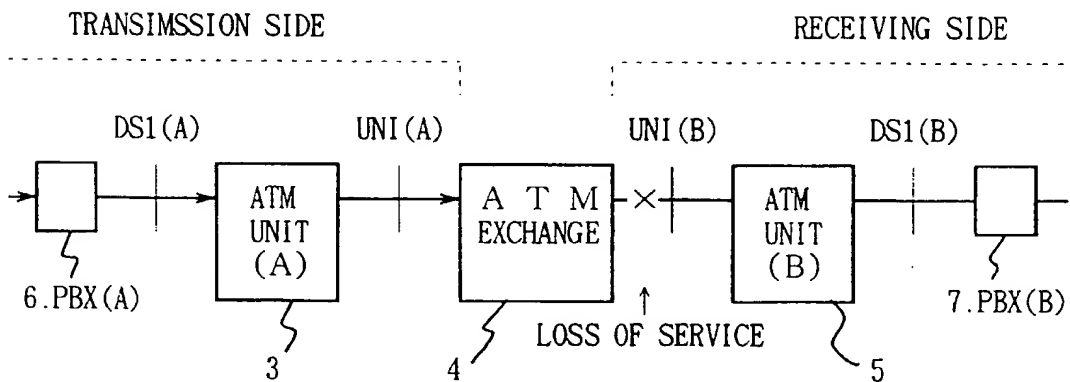 TRANSIMSSION SIDE
RECEIVING SIDE
DS1(A)
UNI(A)
UNI(B)
DS1(B)
ATM
UNIT
(A)
A T M
EXCHANGE
ATM
UNIT
(B)
6.PBX(A)
7.PBX(B)
LOSS OF SERVICE
3
4
5